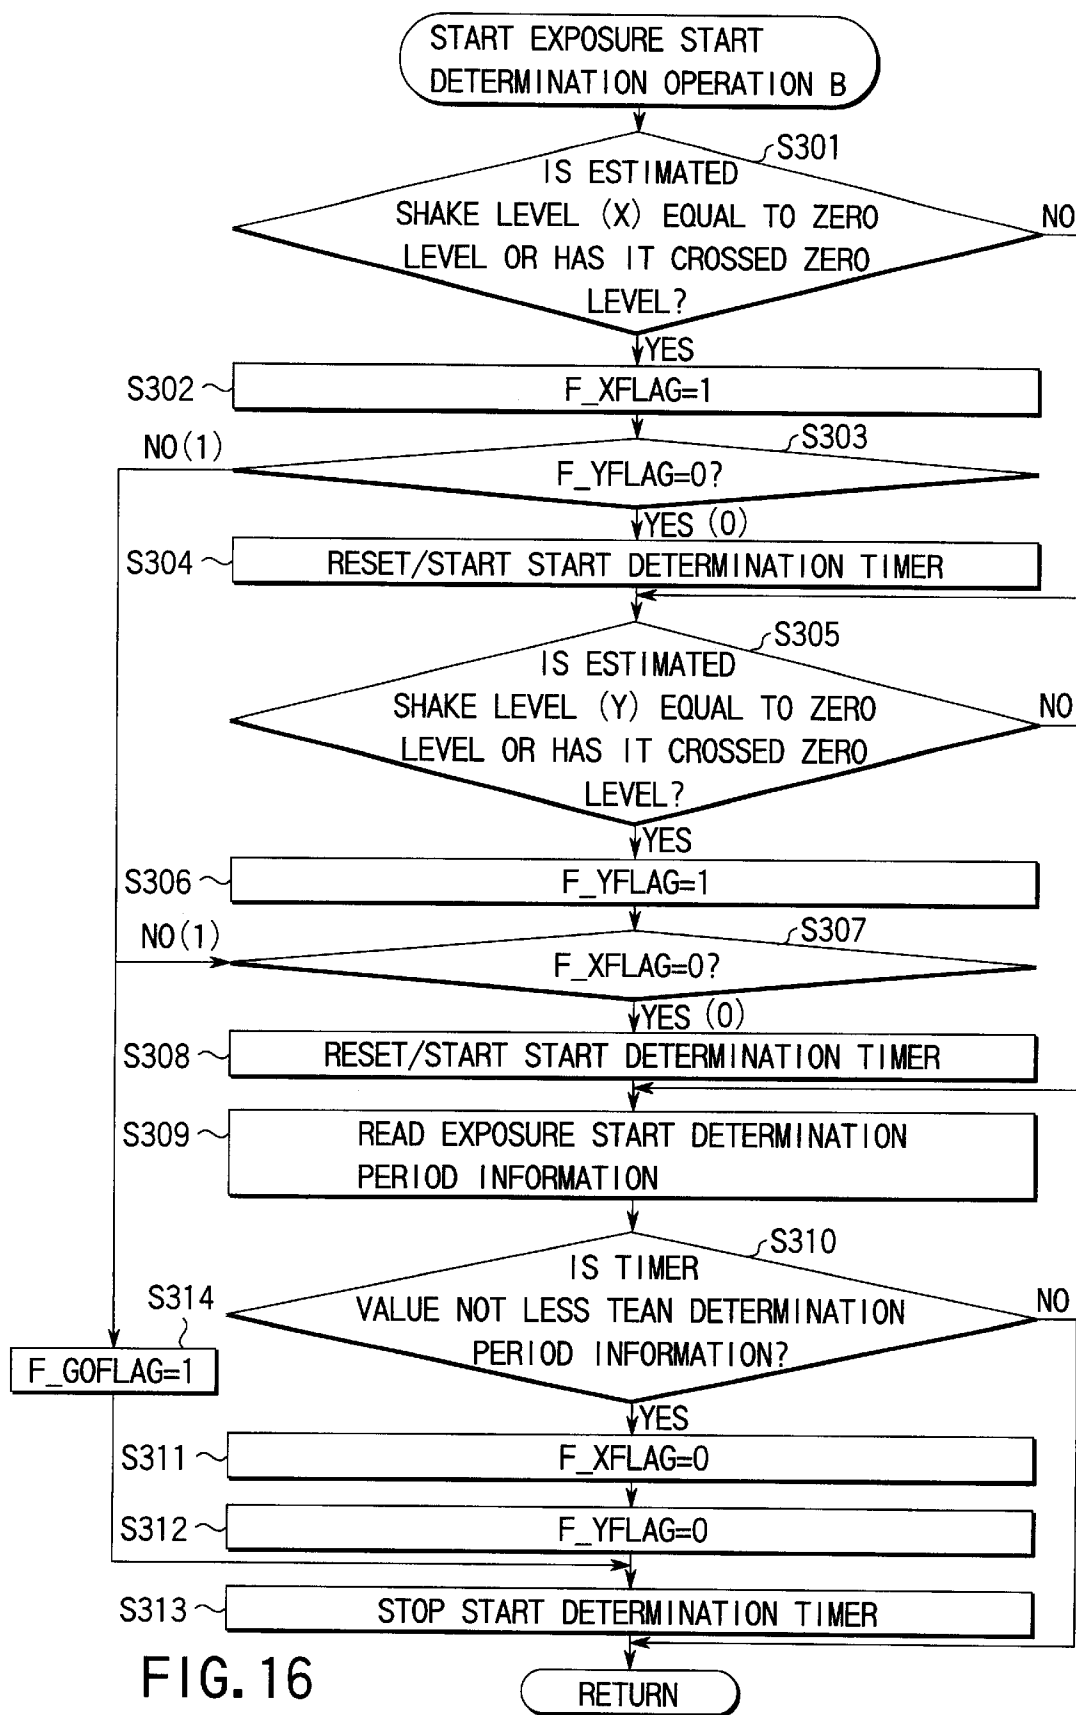 START EXPOSURE START
DETERMINATION OPERATION B
S301
IS ESTIMATED
SHAKE LEVEL (X) EQUAL TO ZERO
LEVEL OR HAS IT CROSSED ZERO
LEVEL?
NO
YES
S302
F_XFLAG=1
NO(1)
S303
F_YFLAG=0?
YES (0)
S304
RESET/START START DETERMINATION TIMER
S305
IS ESTIMATED
SHAKE LEVEL (Y) EQUAL TO ZERO
LEVEL OR HAS IT CROSSED ZERO
LEVEL?
NO
YES
S306
F_YFLAG=1
NO(1)
S307
F_XFLAG=0?
YES (0)
S308
RESET/START START DETERMINATION TIMER
S309
READ EXPOSURE START DETERMINATION
PERIOD INFORMATION
S310
IS TIMER
VALUE NOT LESS TEAN DETERMINATION
PERIOD INFORMATION?
NO
S314
F_GOFLAG=1
YES
S311
F_XFLAG=0
S312
F_YFLAG=0
S313
STOP START DETERMINATION TIMER
RETURN
FIG. 16